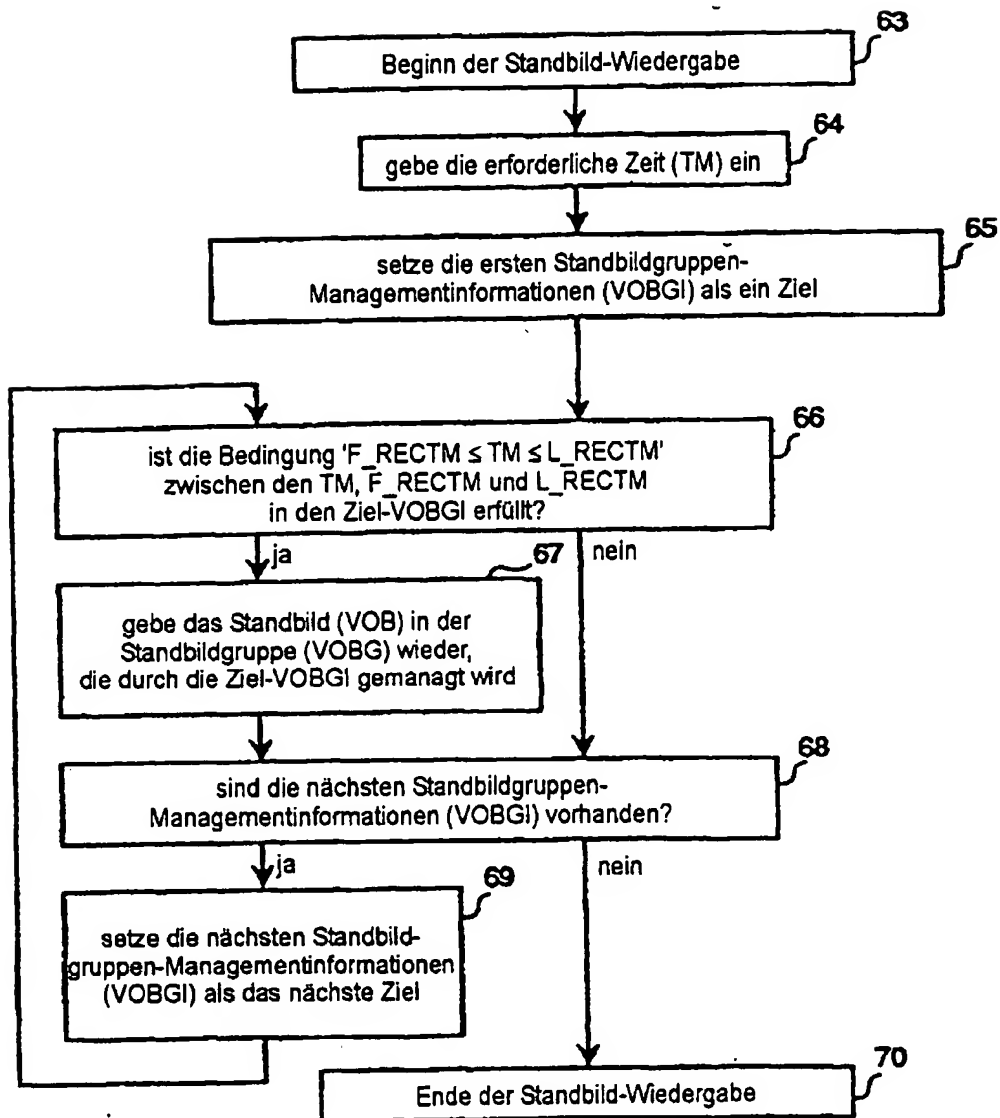 63
Beginn der Standbild-Wiedergabe
64
gebe die erforderliche Zeit (TM) ein
65
setze die ersten Standbildgruppen-
Managementinformationen (VOBGI) als ein Ziel
66
ist die Bedingung 'F_RECTM ≤ TM ≤ L_RECTM'
zwischen den TM, F_RECTM und L_RECTM
in den Ziel-VOBGI erfüllt?
ja
nein
67
gebe das Standbild (VOB) in der
Standbildgruppe (VOBG) wieder,
die durch die Ziel-VOBGI gemanagt wird
68
sind die nächsten Standbildgruppen-
Managementinformationen (VOBGI) vorhanden?
ja
nein
69
setze die nächsten Standbild-
gruppen-Managementinformationen
(VOBGI) als das nächste Ziel
70
Ende der Standbild-Wiedergabe